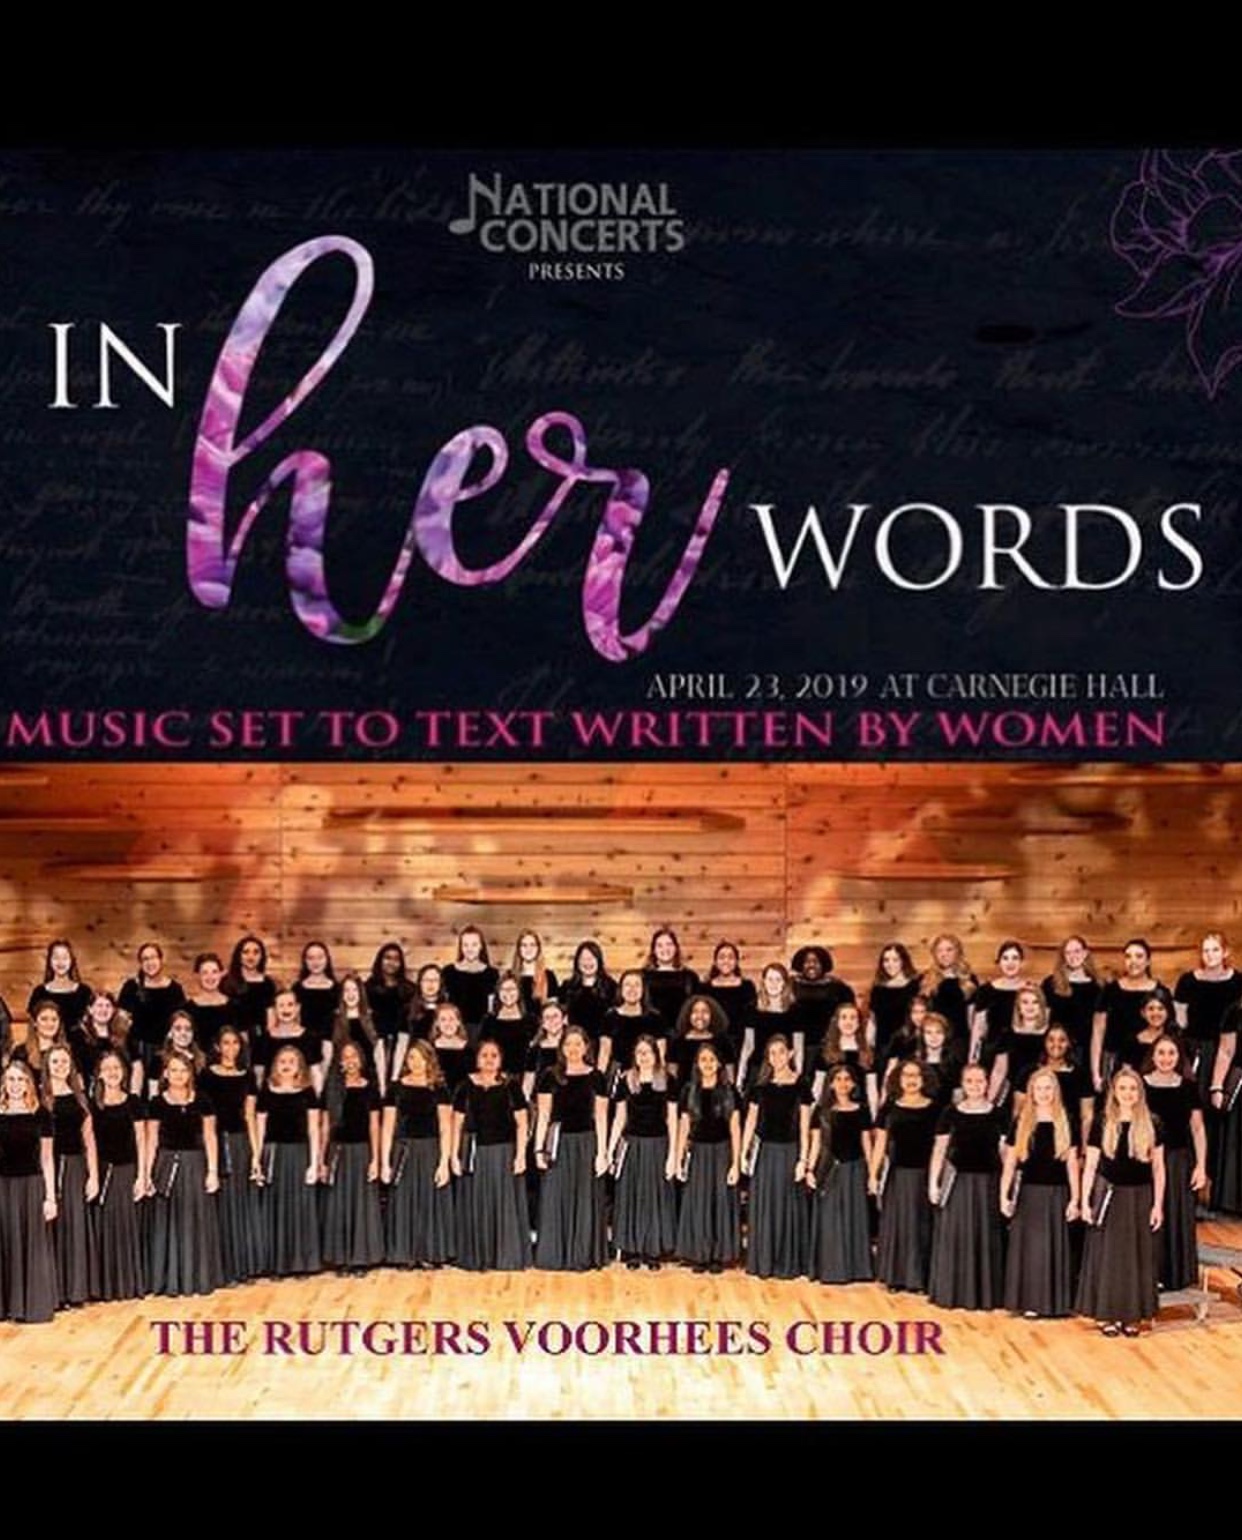 NATIONAL
CONCERTS
PRESENTS
IN her WORDS
APRIL 23, 2019 AT CARNEGIE HALL
MUSIC SET TO TEXT WRITTEN BY WOMEN
THE RUTGERS VOORHEES CHOIR